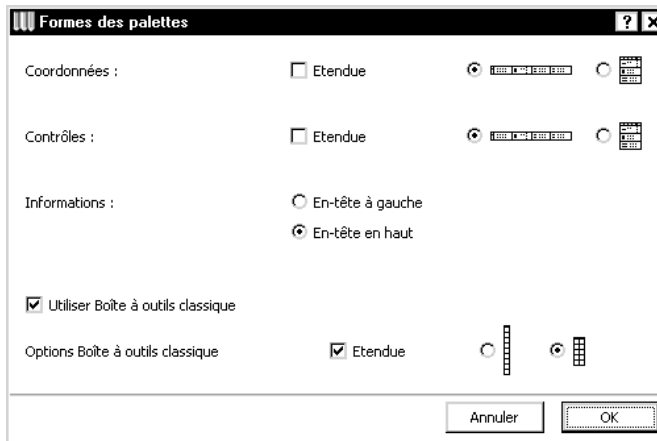 Formes des palettes
Coordonnées : Etendue
Contrôles : Etendue
Informations : En-tête à gauche
En-tête en haut
Utiliser Boîte à outils classique
Options Boîte à outils classique Etendue
Annuler OK